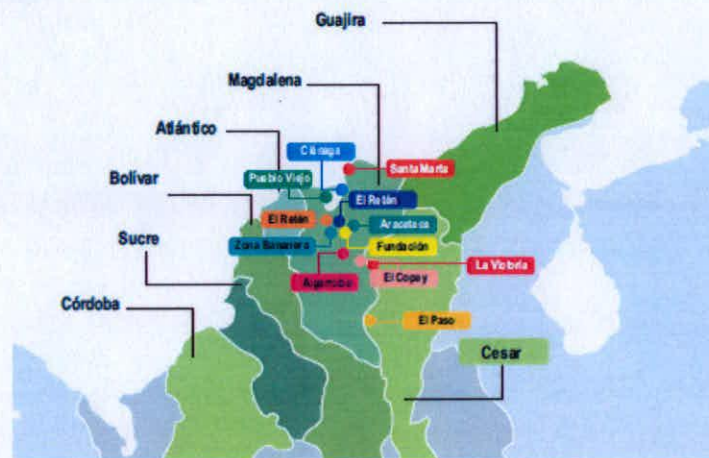 Guajira
Magdalena
Atlántico
Ciénaga
Santa Marta
Pueblo Viejo
Bolívar
El Retén
El Retén
Aracataca
Sucre
Zona Bananera
Fundación
La Victoria
Algarrobo
El Copey
Córdoba
El Paso
Cesar